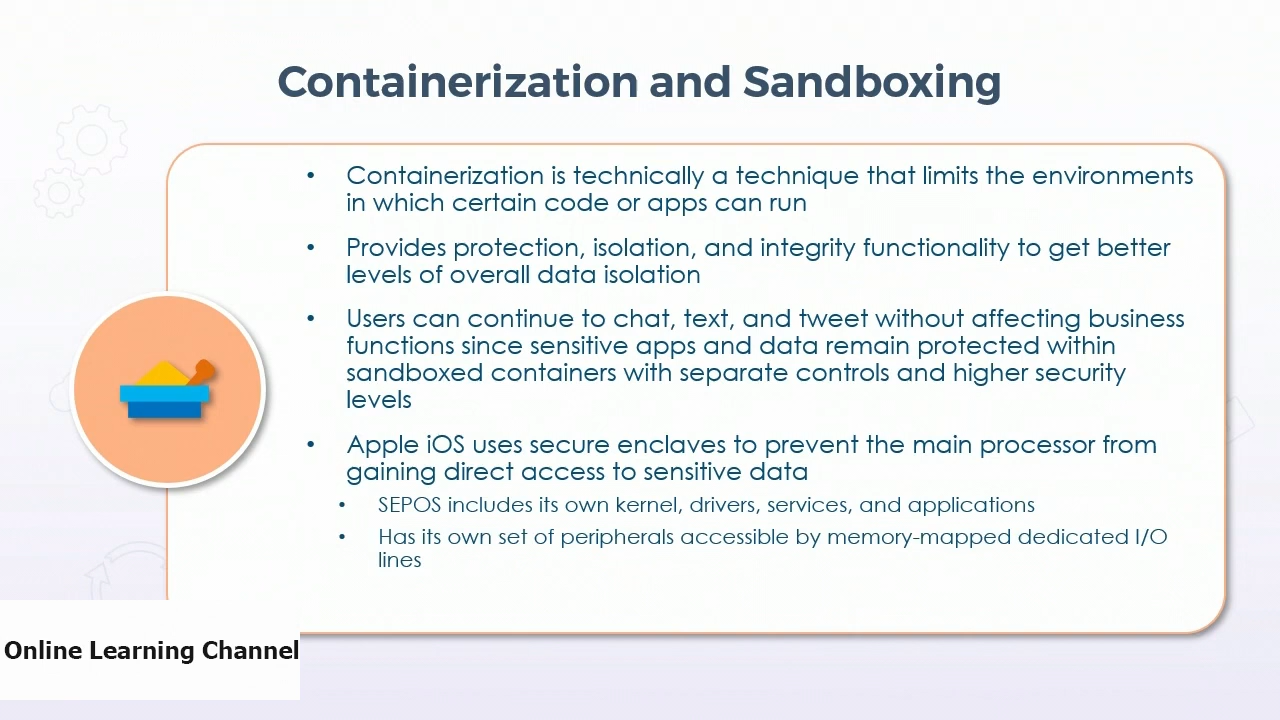 Containerization and Sandboxing
• Containerization is technically a technique that limits the environments
in which certain code or apps can run
• Provides protection, isolation, and integrity functionality to get better
levels of overall data isolation
• Users can continue to chat, text, and tweet without affecting business
functions since sensitive apps and data remain protected within
sandboxed containers with separate controls and higher security
levels
• Apple iOS uses secure enclaves to prevent the main processor from
gaining direct access to sensitive data
• SEPOS includes its own kernel, drivers, services, and applications
• Has its own set of peripherals accessible by memory-mapped dedicated I/O
lines
Online Learning Channel